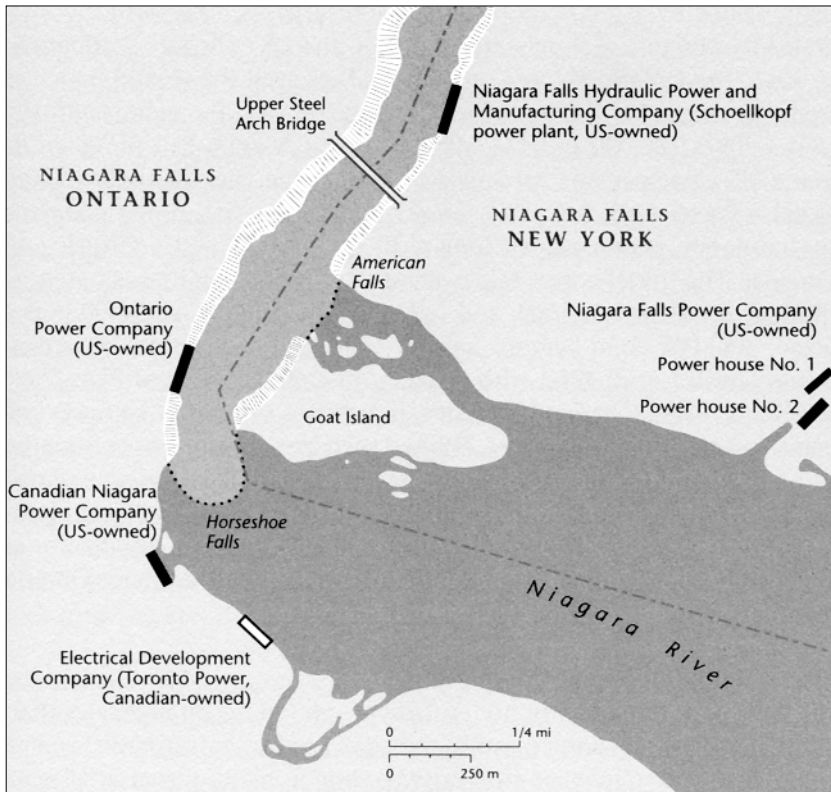 Niagara Falls Hydraulic Power and
Manufacturing Company (Schoellkopf
power plant, US-owned)
Upper Steel
Arch Bridge
NIAGARA FALLS
ONTARIO
NIAGARA FALLS
NEW YORK
American
Falls
Ontario
Power Company
(US-owned)
Niagara Falls Power Company
(US-owned)
Power house No. 1
Power house No. 2
Goat Island
Canadian Niagara
Power Company
(US-owned)
Horseshoe
Falls
Niagara River
Electrical Development
Company (Toronto Power,
Canadian-owned)
0 1/4 mi
0 250 m